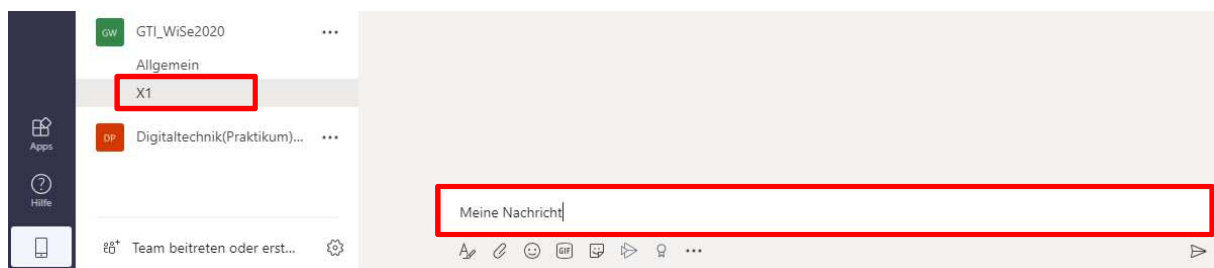 GW GTI_WiSe2020 ...
Allgemein
X1
Apps
DP Digitaltechnik(Praktikum)... ...
Hilfe
Meine Nachricht
Team beitreten oder erst...
GIF ...